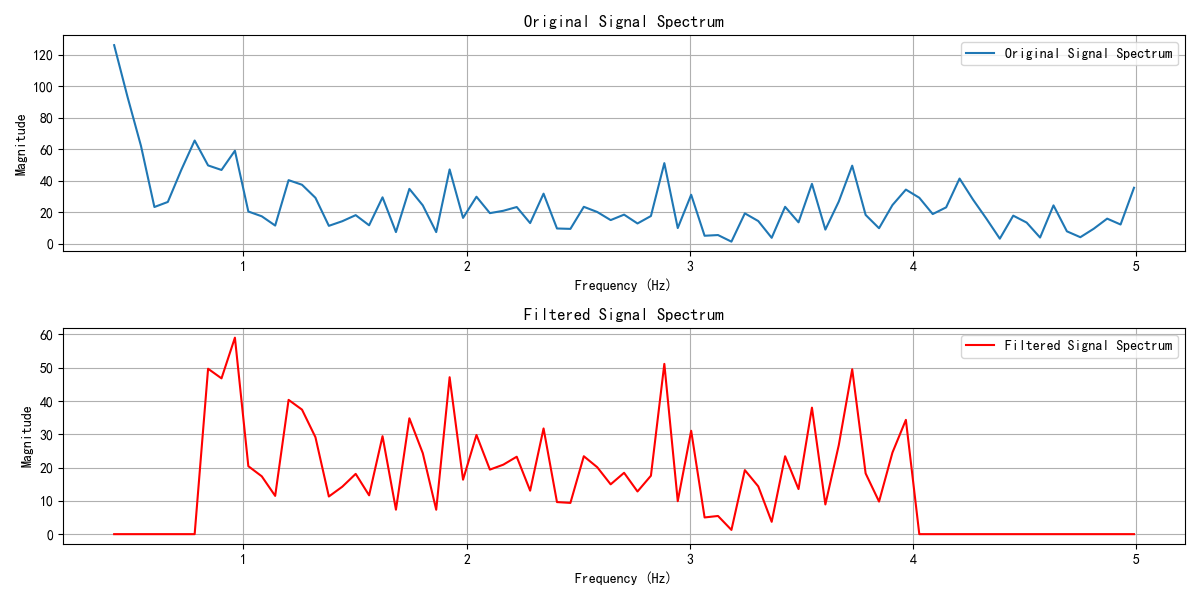 Original Signal Spectrum
Original Signal Spectrum
Magnitude
120
100
80
60
40
20
0
1 2 3 4 5
Frequency (Hz)
Filtered Signal Spectrum
Filtered Signal Spectrum
Magnitude
60
50
40
30
20
10
0
1 2 3 4 5
Frequency (Hz)